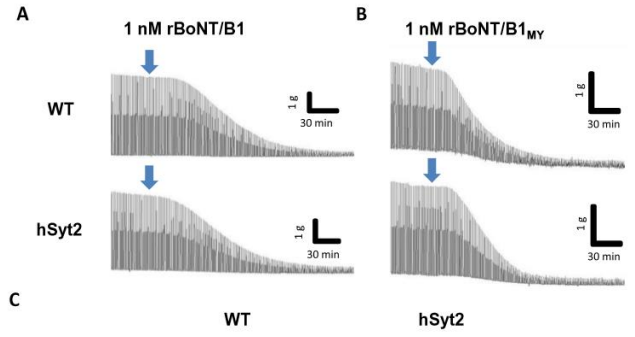 A
1 nM rBoNT/B1
WT
1 g
30 min
hSyt2
1 g
30 min
B
1 nM rBoNT/B1MY
1 g
30 min
1 g
30 min
C
WT
hSyt2